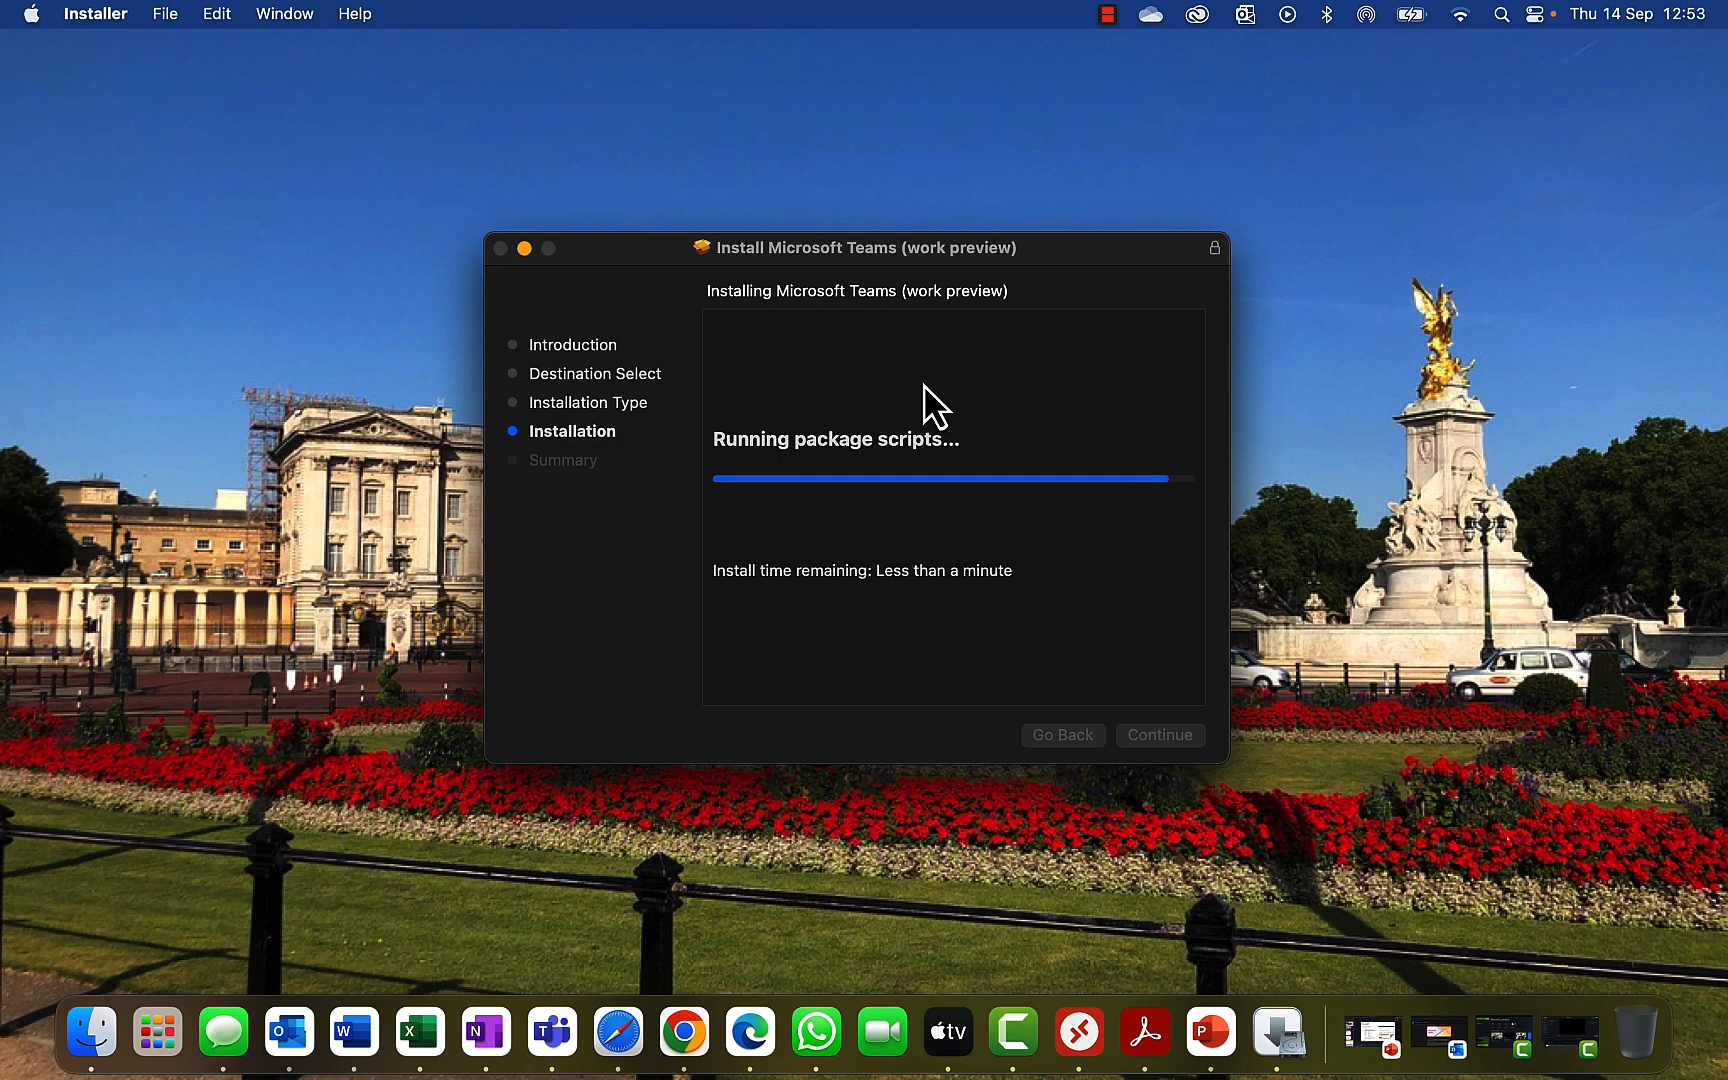 Installer File Edit Window Help Thu 14 Sep 12:53
Install Microsoft Teams (work preview)
Installing Microsoft Teams (work preview)
Introduction
Destination Select
Installation Type
Installation
Summary
Running package scripts...
Install time remaining: Less than a minute
Go Back Continue
O W X N T tv C P